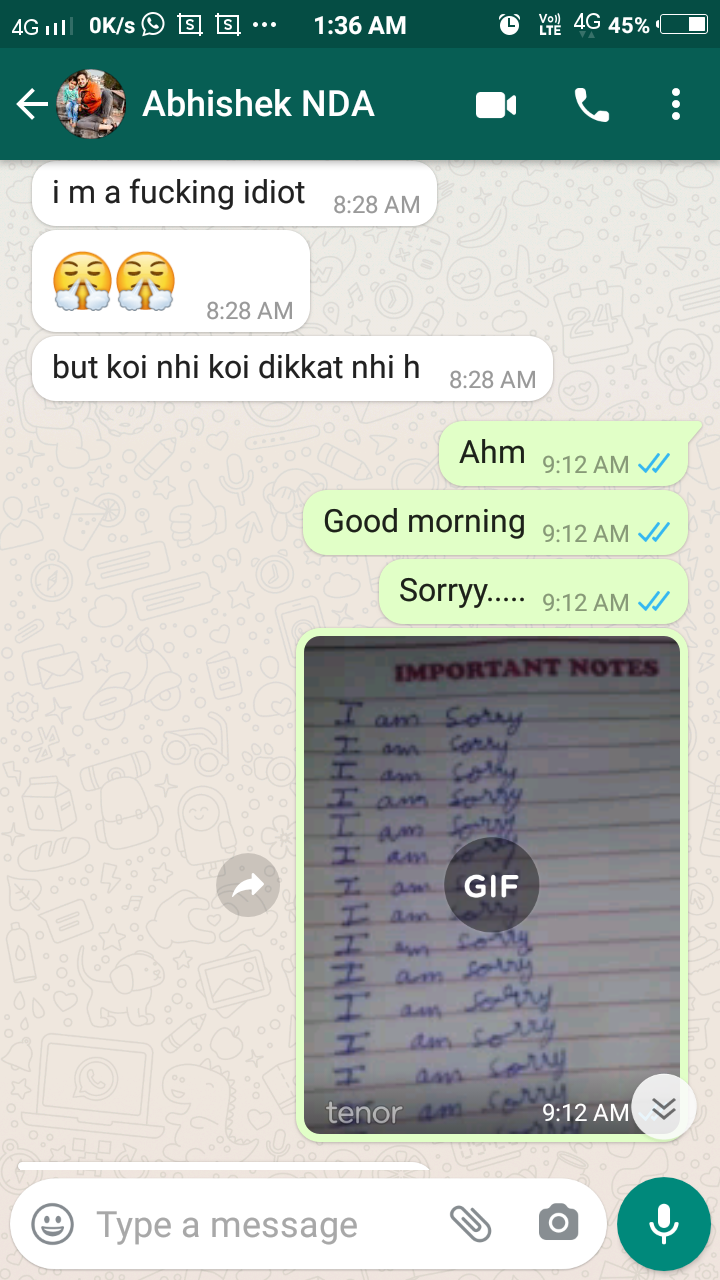 4G 0K/s S S 1:36 AM Vo)) LTE 4G 45%
Abhishek NDA
i m a fucking idiot 8:28 AM
😤😤 8:28 AM
but koi nhi koi dikkat nhi h 8:28 AM
Ahm 9:12 AM
Good morning 9:12 AM
Sorryy..... 9:12 AM
IMPORTANT NOTES
I am Sorry
I am Sorry
I am Sorry
I am Sorry
I am Sorry
I am
I am
I am Sorry
I am Sorry
I am Sorry
I am Sorry
I am Sorry
I am Sorry
am Sorry
GIF
tenor 9:12 AM
Type a message